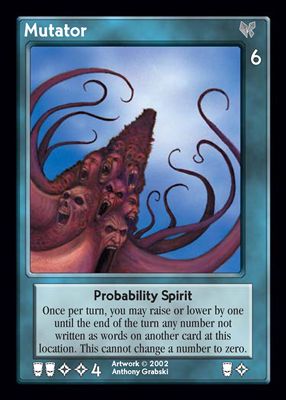 Mutator
6
Probability Spirit
Once per turn, you may raise or lower by one
until the end of the turn any number not
written as words on another card at this
location. This cannot change a number to zero.
4
Artwork © 2002
Anthony Grabski